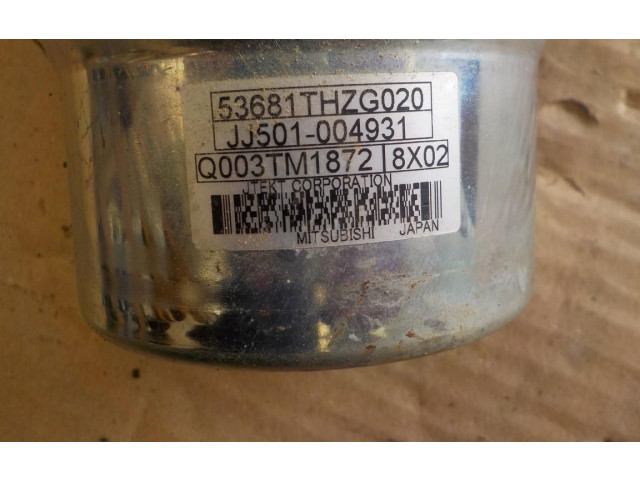 53681THZG020
JJ501-004931
Q003TM1872 8X02
JTEKT CORPORATION
MITSUBISHI JAPAN